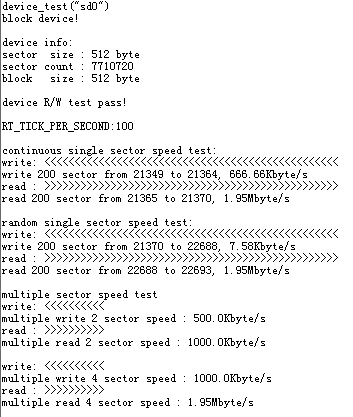 device_test("sd0")
block device!
device info:
sector  size : 512 byte
sector count : 7710720
block   size : 512 byte
device R/W test pass!
RT_TICK_PER_SECOND:100
continuous single sector speed test:
write: <<<<<<<<<<<<<<<<<<<<<<<<<<<<<<<<<<<<<<<<<<<<<<<<<<
write 200 sector from 21349 to 21364, 666.66Kbyte/s
read : >>>>>>>>>>>>>>>>>>>>>>>>>>>>>>>>>>>>>>>>>>>>>>>>>>
read 200 sector from 21365 to 21370, 1.95Mbyte/s
random single sector speed test:
write: <<<<<<<<<<<<<<<<<<<<<<<<<<<<<<<<<<<<<<<<<<<<<<<<<<
write 200 sector from 21370 to 22688, 7.58Kbyte/s
read : >>>>>>>>>>>>>>>>>>>>>>>>>>>>>>>>>>>>>>>>>>>>>>>>>>
read 200 sector from 22688 to 22693, 1.95Mbyte/s
multiple sector speed test
write: <<<<<<<<<<
multiple write 2 sector speed : 500.0Kbyte/s
read : >>>>>>>>>>
multiple read 2 sector speed : 1000.0Kbyte/s
write: <<<<<<<<<<
multiple write 4 sector speed : 1000.0Kbyte/s
read : >>>>>>>>>>
multiple read 4 sector speed : 1.95Mbyte/s